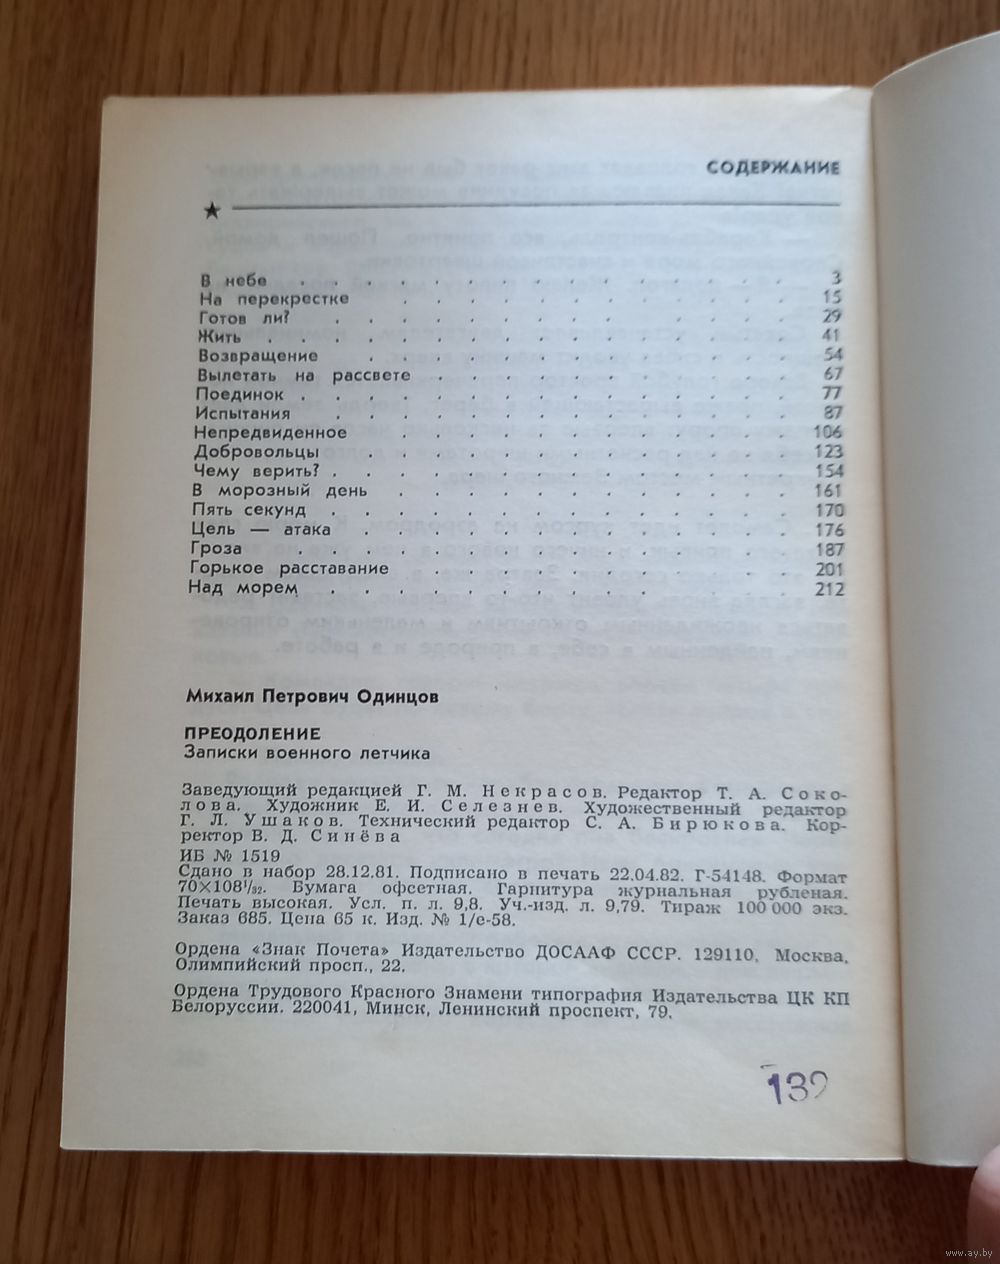 СОДЕРЖАНИЕ
★
В небе . . . . . . . . . . . . . . 3
На перекрестке . . . . . . . . . . . 15
Готов ли? . . . . . . . . . . . . . 29
Жить . . . . . . . . . . . . . . . 41
Возвращение . . . . . . . . . . . . 54
Вылетать на рассвете . . . . . . . . . 67
Поединок . . . . . . . . . . . . . . 77
Испытания . . . . . . . . . . . . . 87
Непредвиденное . . . . . . . . . . . 106
Добровольцы . . . . . . . . . . . . 123
Чему верить? . . . . . . . . . . . . 154
В морозный день . . . . . . . . . . . 161
Пять секунд . . . . . . . . . . . . . 170
Цель — атака . . . . . . . . . . . . 176
Гроза . . . . . . . . . . . . . . 187
Горькое расставание . . . . . . . . . . 201
Над морем . . . . . . . . . . . . . 212
Михаил Петрович Одинцов
ПРЕОДОЛЕНИЕ
Записки военного летчика
Заведующий редакцией Г. М. Некрасов. Редактор Т. А. Соко-
лова. Художник Е. И. Селезнев. Художественный редактор
Г. Л. Ушаков. Технический редактор С. А. Бирюкова. Кор-
ректор В. Д. Синёва
ИБ № 1519
Сдано в набор 28.12.81. Подписано в печать 22.04.82. Г-54148. Формат
70×108¹/₃₂. Бумага офсетная. Гарнитура журнальная рубленая.
Печать высокая. Усл. п. л. 9,8. Уч.-изд. л. 9,79. Тираж 100 000 экз.
Заказ 685. Цена 65 к. Изд. № 1/е-58.
Ордена «Знак Почета» Издательство ДОСААФ СССР. 129110, Москва,
Олимпийский просп., 22.
Ордена Трудового Красного Знамени типография Издательства ЦК КП
Белоруссии. 220041, Минск, Ленинский проспект, 79.
139
www.ay.by